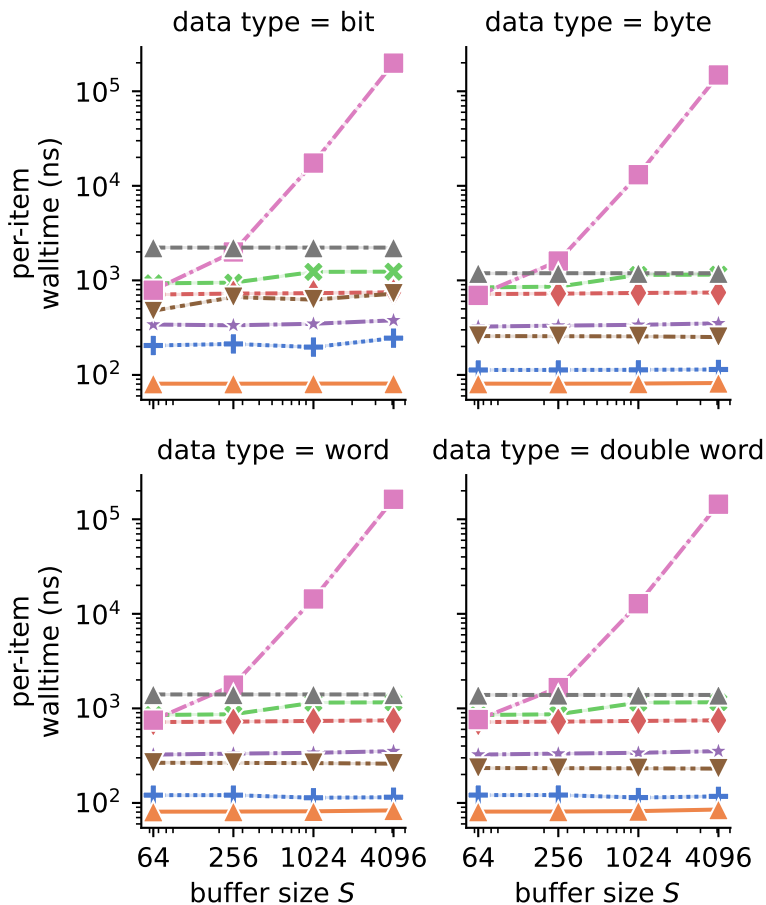 data type = bit
data type = byte
per-item
walltime (ns)
10⁵
10⁴
10³
10²
data type = word
data type = double word
per-item
walltime (ns)
10⁵
10⁴
10³
10²
64 256 1024 4096
64 256 1024 4096
buffer size S
buffer size S